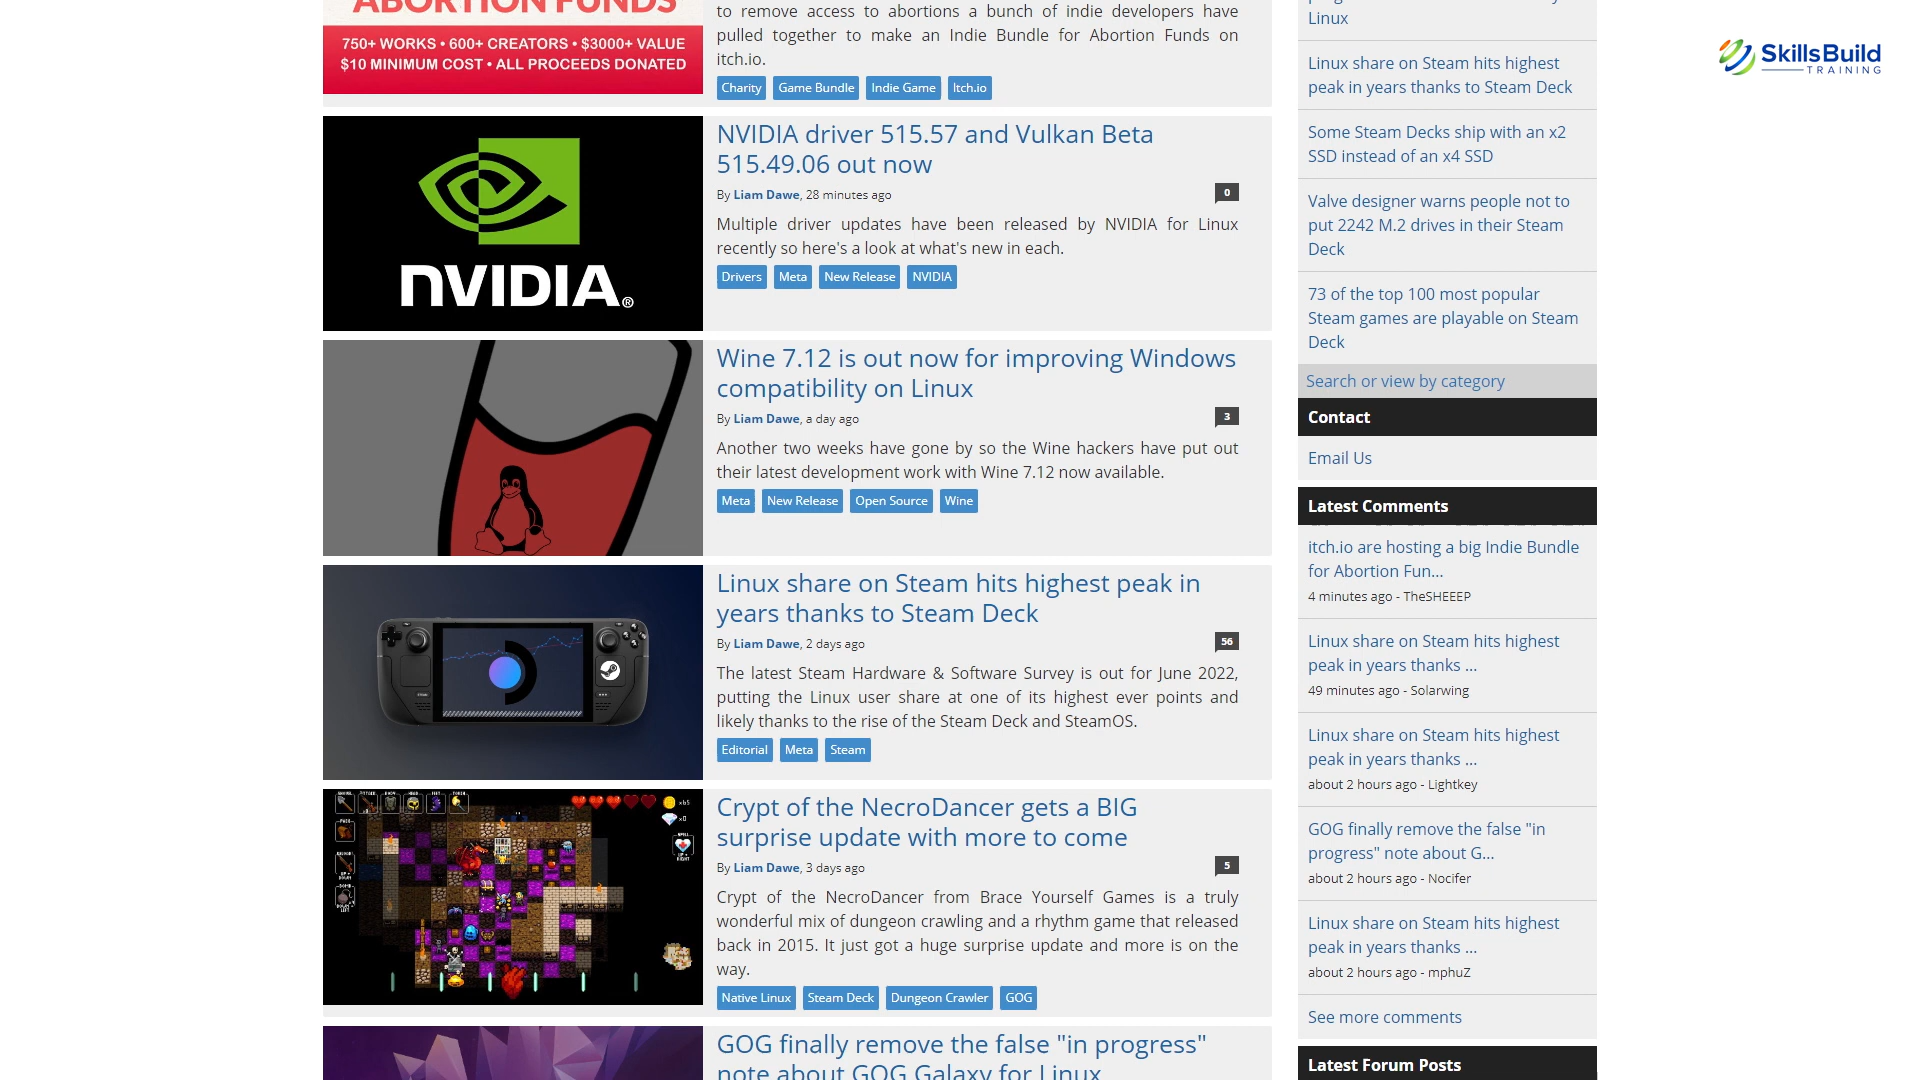 ABORTION FUNDS
750+ WORKS • 600+ CREATORS • $3000+ VALUE
$10 MINIMUM COST • ALL PROCEEDS DONATED
to remove access to abortions a bunch of indie developers have
pulled together to make an Indie Bundle for Abortion Funds on
itch.io.
Charity Game Bundle Indie Game Itch.io
NVIDIA®
NVIDIA driver 515.57 and Vulkan Beta
515.49.06 out now
By Liam Dawe, 28 minutes ago
0
Multiple driver updates have been released by NVIDIA for Linux
recently so here's a look at what's new in each.
Drivers Meta New Release NVIDIA
Wine 7.12 is out now for improving Windows
compatibility on Linux
By Liam Dawe, a day ago
3
Another two weeks have gone by so the Wine hackers have put out
their latest development work with Wine 7.12 now available.
Meta New Release Open Source Wine
Linux share on Steam hits highest peak in
years thanks to Steam Deck
By Liam Dawe, 2 days ago
56
The latest Steam Hardware & Software Survey is out for June 2022,
putting the Linux user share at one of its highest ever points and
likely thanks to the rise of the Steam Deck and SteamOS.
Editorial Meta Steam
Crypt of the NecroDancer gets a BIG
surprise update with more to come
By Liam Dawe, 3 days ago
5
Crypt of the NecroDancer from Brace Yourself Games is a truly
wonderful mix of dungeon crawling and a rhythm game that released
back in 2015. It just got a huge surprise update and more is on the
way.
Native Linux Steam Deck Dungeon Crawler GOG
GOG finally remove the false "in progress"
note about GOG Galaxy for Linux
Linux
Linux share on Steam hits highest
peak in years thanks to Steam Deck
Some Steam Decks ship with an x2
SSD instead of an x4 SSD
Valve designer warns people not to
put 2242 M.2 drives in their Steam
Deck
73 of the top 100 most popular
Steam games are playable on Steam
Deck
Search or view by category
Contact
Email Us
Latest Comments
itch.io are hosting a big Indie Bundle
for Abortion Fun...
4 minutes ago - TheSHEEEP
Linux share on Steam hits highest
peak in years thanks ...
49 minutes ago - Solarwing
Linux share on Steam hits highest
peak in years thanks ...
about 2 hours ago - Lightkey
GOG finally remove the false "in
progress" note about G...
about 2 hours ago - Nocifer
Linux share on Steam hits highest
peak in years thanks ...
about 2 hours ago - mphuZ
See more comments
Latest Forum Posts
SkillsBuild
TRAINING